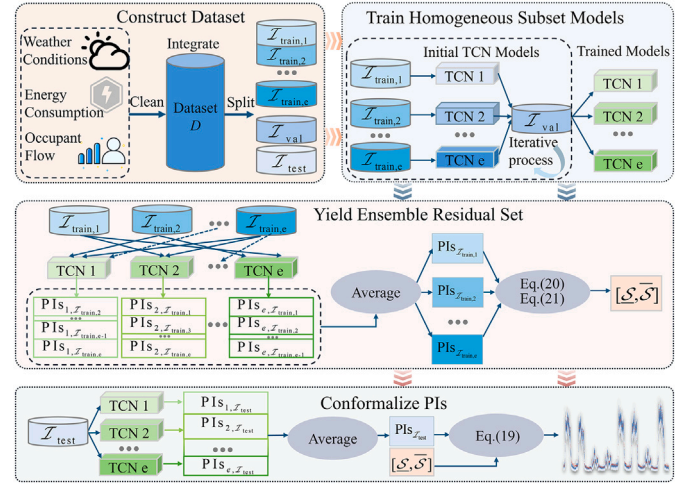 Construct Dataset
Weather
Conditions
Energy
Consumption
Occupant
Flow
Clean
Integrate
Dataset
D
Split
ℐtrain,1
ℐtrain,2
•••
ℐtrain,e
ℐval
ℐtest
Train Homogeneous Subset Models
Initial TCN Models
Trained Models
ℐtrain,1
TCN 1
TCN 1
ℐtrain,2
TCN 2
ℐval
TCN 2
•••
•••
•••
ℐtrain,e
TCN e
Iterative
process
TCN e
Yield Ensemble Residual Set
ℐtrain,1
ℐtrain,2
•••
ℐtrain,e
TCN 1
TCN 2
•••
TCN e
PIs1,ℐtrain,2
•••
PIs1,ℐtrain,e-1
PIs1,ℐtrain,e
PIs2,ℐtrain,1
PIs2,ℐtrain,3
•••
PIs2,ℐtrain,e
•••
PIse,ℐtrain,1
PIse,ℐtrain,2
•••
PIse,ℐtrain,e-1
Average
PIsℐtrain,1
PIsℐtrain,2
•••
PIsℐtrain,e
Eq.(20)
Eq.(21)
[𝒮,𝒮̅]
Conformalize PIs
ℐtest
TCN 1
TCN 2
•••
TCN e
PIs1,ℐtest
PIs2,ℐtest
•••
PIse,ℐtest
Average
PIsℐtest
[𝒮,𝒮̅]
Eq.(19)